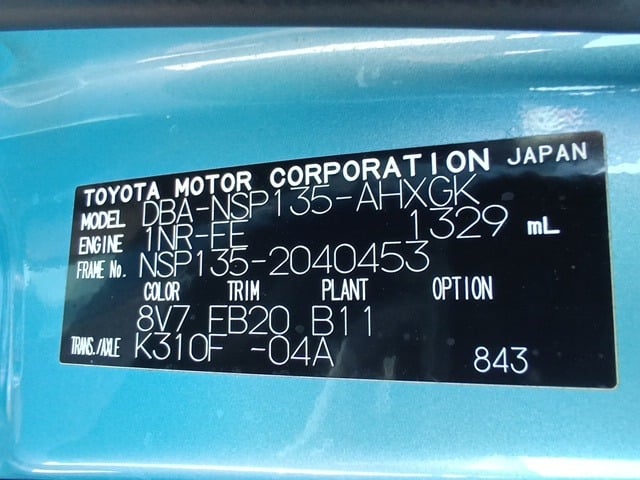 TOYOTA MOTOR CORPORATION JAPAN
MODEL DBA-NSP135-AHXGK
ENGINE 1NR-FE 1329 mL
FRAME No. NSP135-2040453
COLOR TRIM PLANT OPTION
8V7 FB20 B11
TRANS./AXLE K310F -04A 843